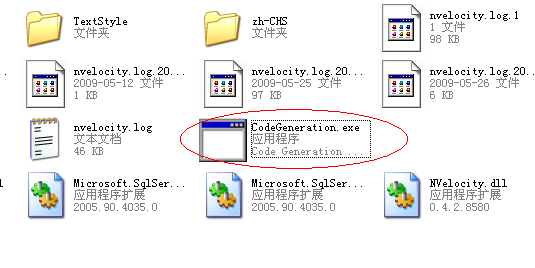 TextStyle
文件夹
zh-CHS
文件夹
nvelocity.log.1
1 文件
98 KB
nvelocity.log.20...
2009-05-12 文件
1 KB
nvelocity.log.20...
2009-05-25 文件
97 KB
nvelocity.log.20...
2009-05-26 文件
6 KB
nvelocity.log
文本文档
46 KB
CodeGeneration.exe
应用程序
Code Generation...
Microsoft.SqlSer...
应用程序扩展
2005.90.4035.0
Microsoft.SqlSer...
应用程序扩展
2005.90.4035.0
NVelocity.dll
应用程序扩展
0.4.2.8580